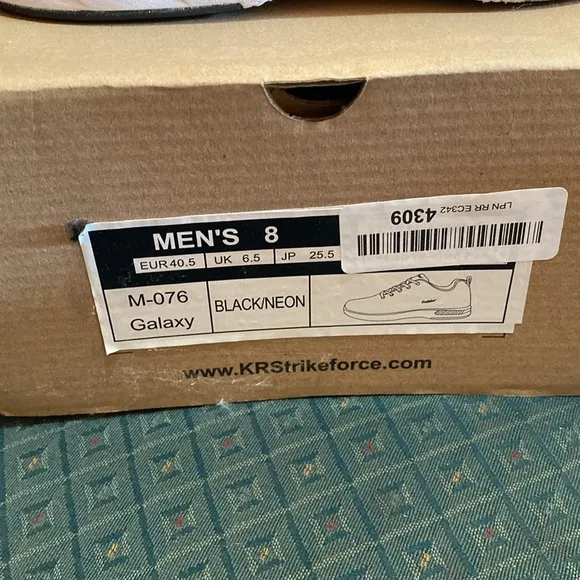 MEN'S 8
EUR 40.5 UK 6.5 JP 25.5
LPN RR EC342
4309
M-076
Galaxy
BLACK/NEON
www.KRStrikeforce.com